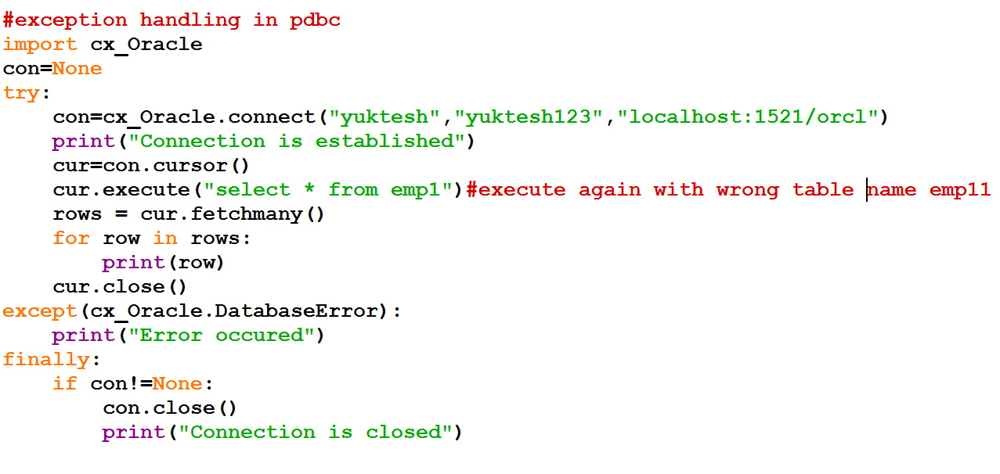 #exception handling in pdbc
import cx_Oracle
con=None
try:
    con=cx_Oracle.connect("yuktesh","yuktesh123","localhost:1521/orcl")
    print("Connection is established")
    cur=con.cursor()
    cur.execute("select * from emp1")#execute again with wrong table name emp11
    rows = cur.fetchmany()
    for row in rows:
        print(row)
    cur.close()
except(cx_Oracle.DatabaseError):
    print("Error occured")
finally:
    if con!=None:
        con.close()
        print("Connection is closed")